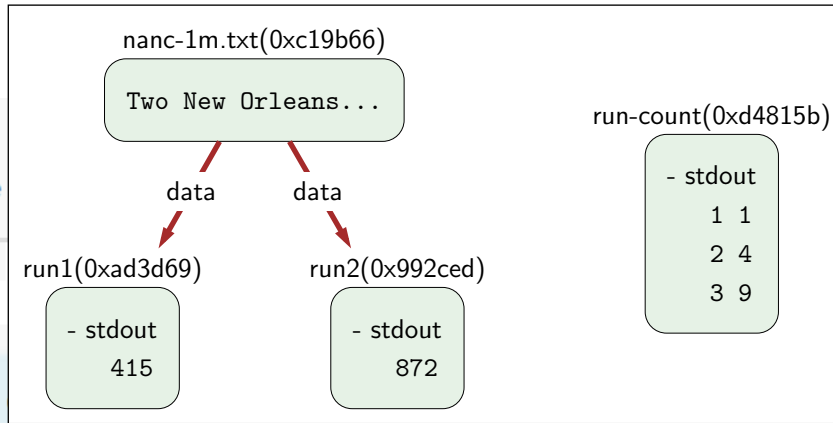 nanc-1m.txt(0xc19b66)
Two New Orleans...
data
data
run1(0xad3d69)
- stdout
415
run2(0x992ced)
- stdout
872
run-count(0xd4815b)
- stdout
1 1
2 4
3 9